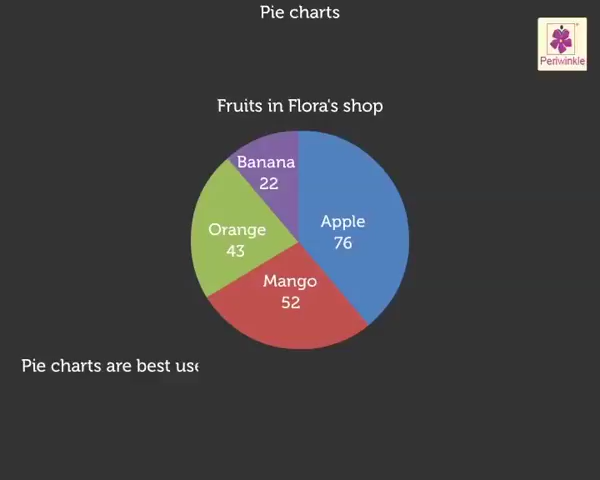 Pie charts
Periwinkle
Fruits in Flora's shop
Banana
22
Apple
76
Orange
43
Mango
52
Pie charts are best use